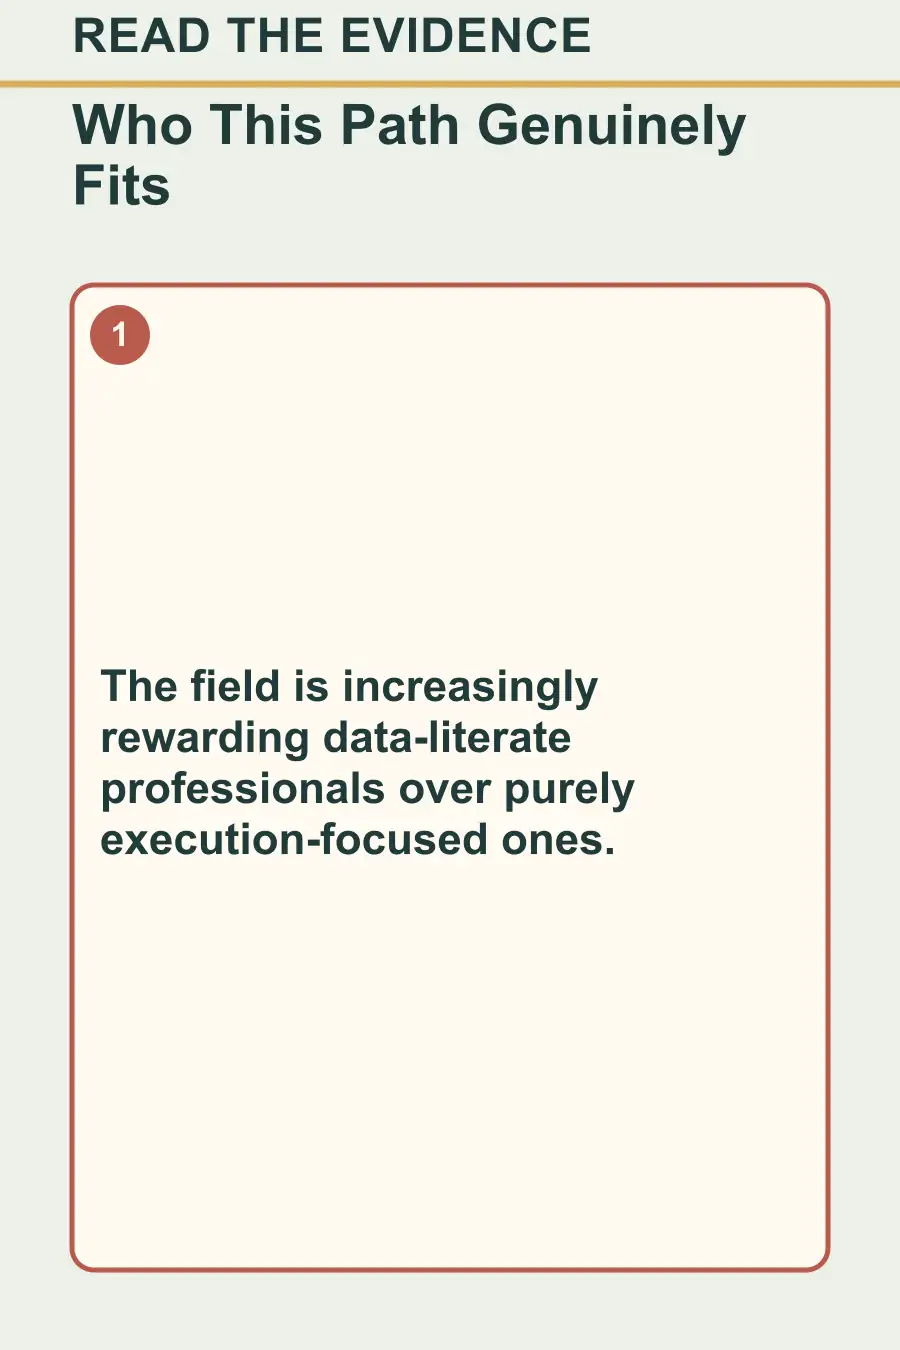 READ THE EVIDENCE
Who This Path Genuinely
Fits
1
The field is increasingly
rewarding data-literate
professionals over purely
execution-focused ones.